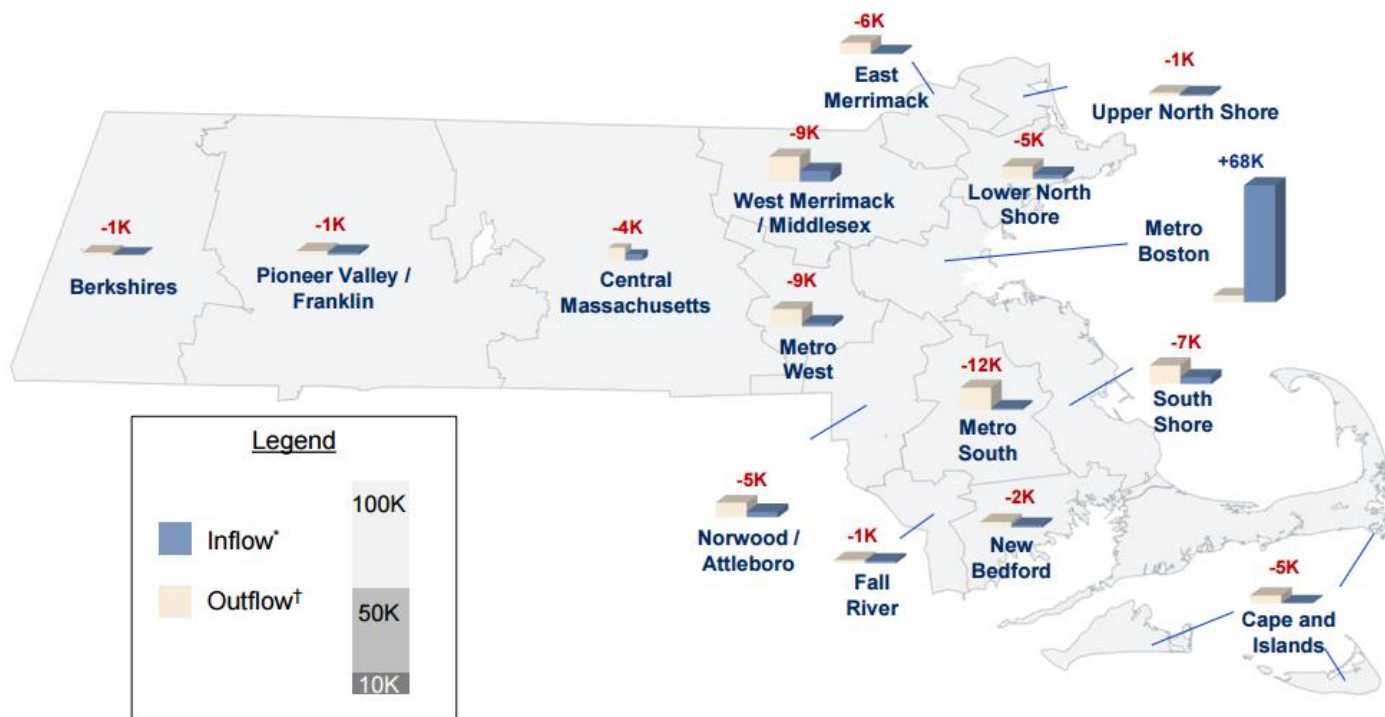 -6K
East
Merrimack
-1K
Upper North Shore
-9K
West Merrimack
/ Middlesex
-5K
Lower North
Shore
+68K
Metro
Boston
-1K
Berkshires
-1K
Pioneer Valley /
Franklin
-4K
Central
Massachusetts
-9K
Metro
West
-12K
Metro
South
-7K
South
Shore
Legend
Inflow*
Outflow†
100K
50K
10K
-5K
Norwood /
Attleboro
-1K
Fall
River
-2K
New
Bedford
-5K
Cape and
Islands